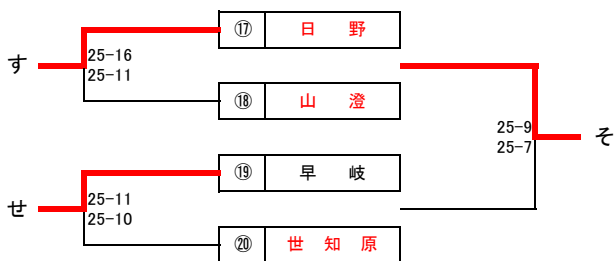 ⑰ 日 野
す
25-16
25-11
⑱ 山 澄
25-9
25-7
そ
⑲ 早 岐
せ
25-11
25-10
⑳ 世 知 原